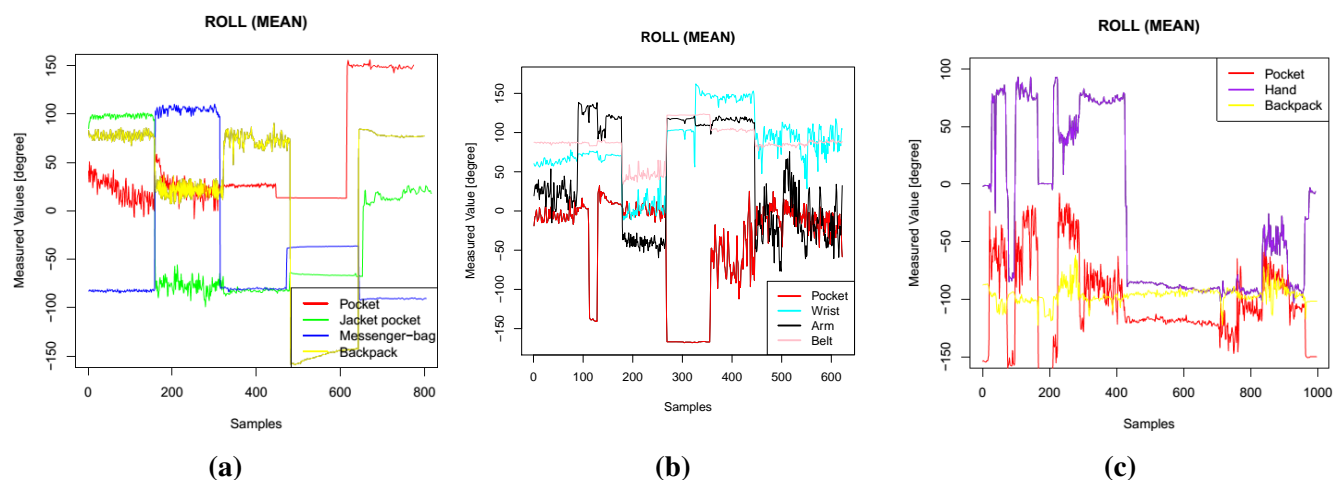 ROLL (MEAN)
Measured Values [degree]
150
100
50
0
−50
−100
−150
0
200
400
600
800
Samples
Pocket
Jacket pocket
Messenger−bag
Backpack
(a)
ROLL (MEAN)
Measured Values [degree]
150
100
50
0
−50
−100
−150
0
100
200
300
400
500
600
Samples
Pocket
Wrist
Arm
Belt
(b)
ROLL (MEAN)
Measured Values [degree]
100
50
0
−50
−100
−150
0
200
400
600
800
1000
Samples
Pocket
Hand
Backpack
(c)